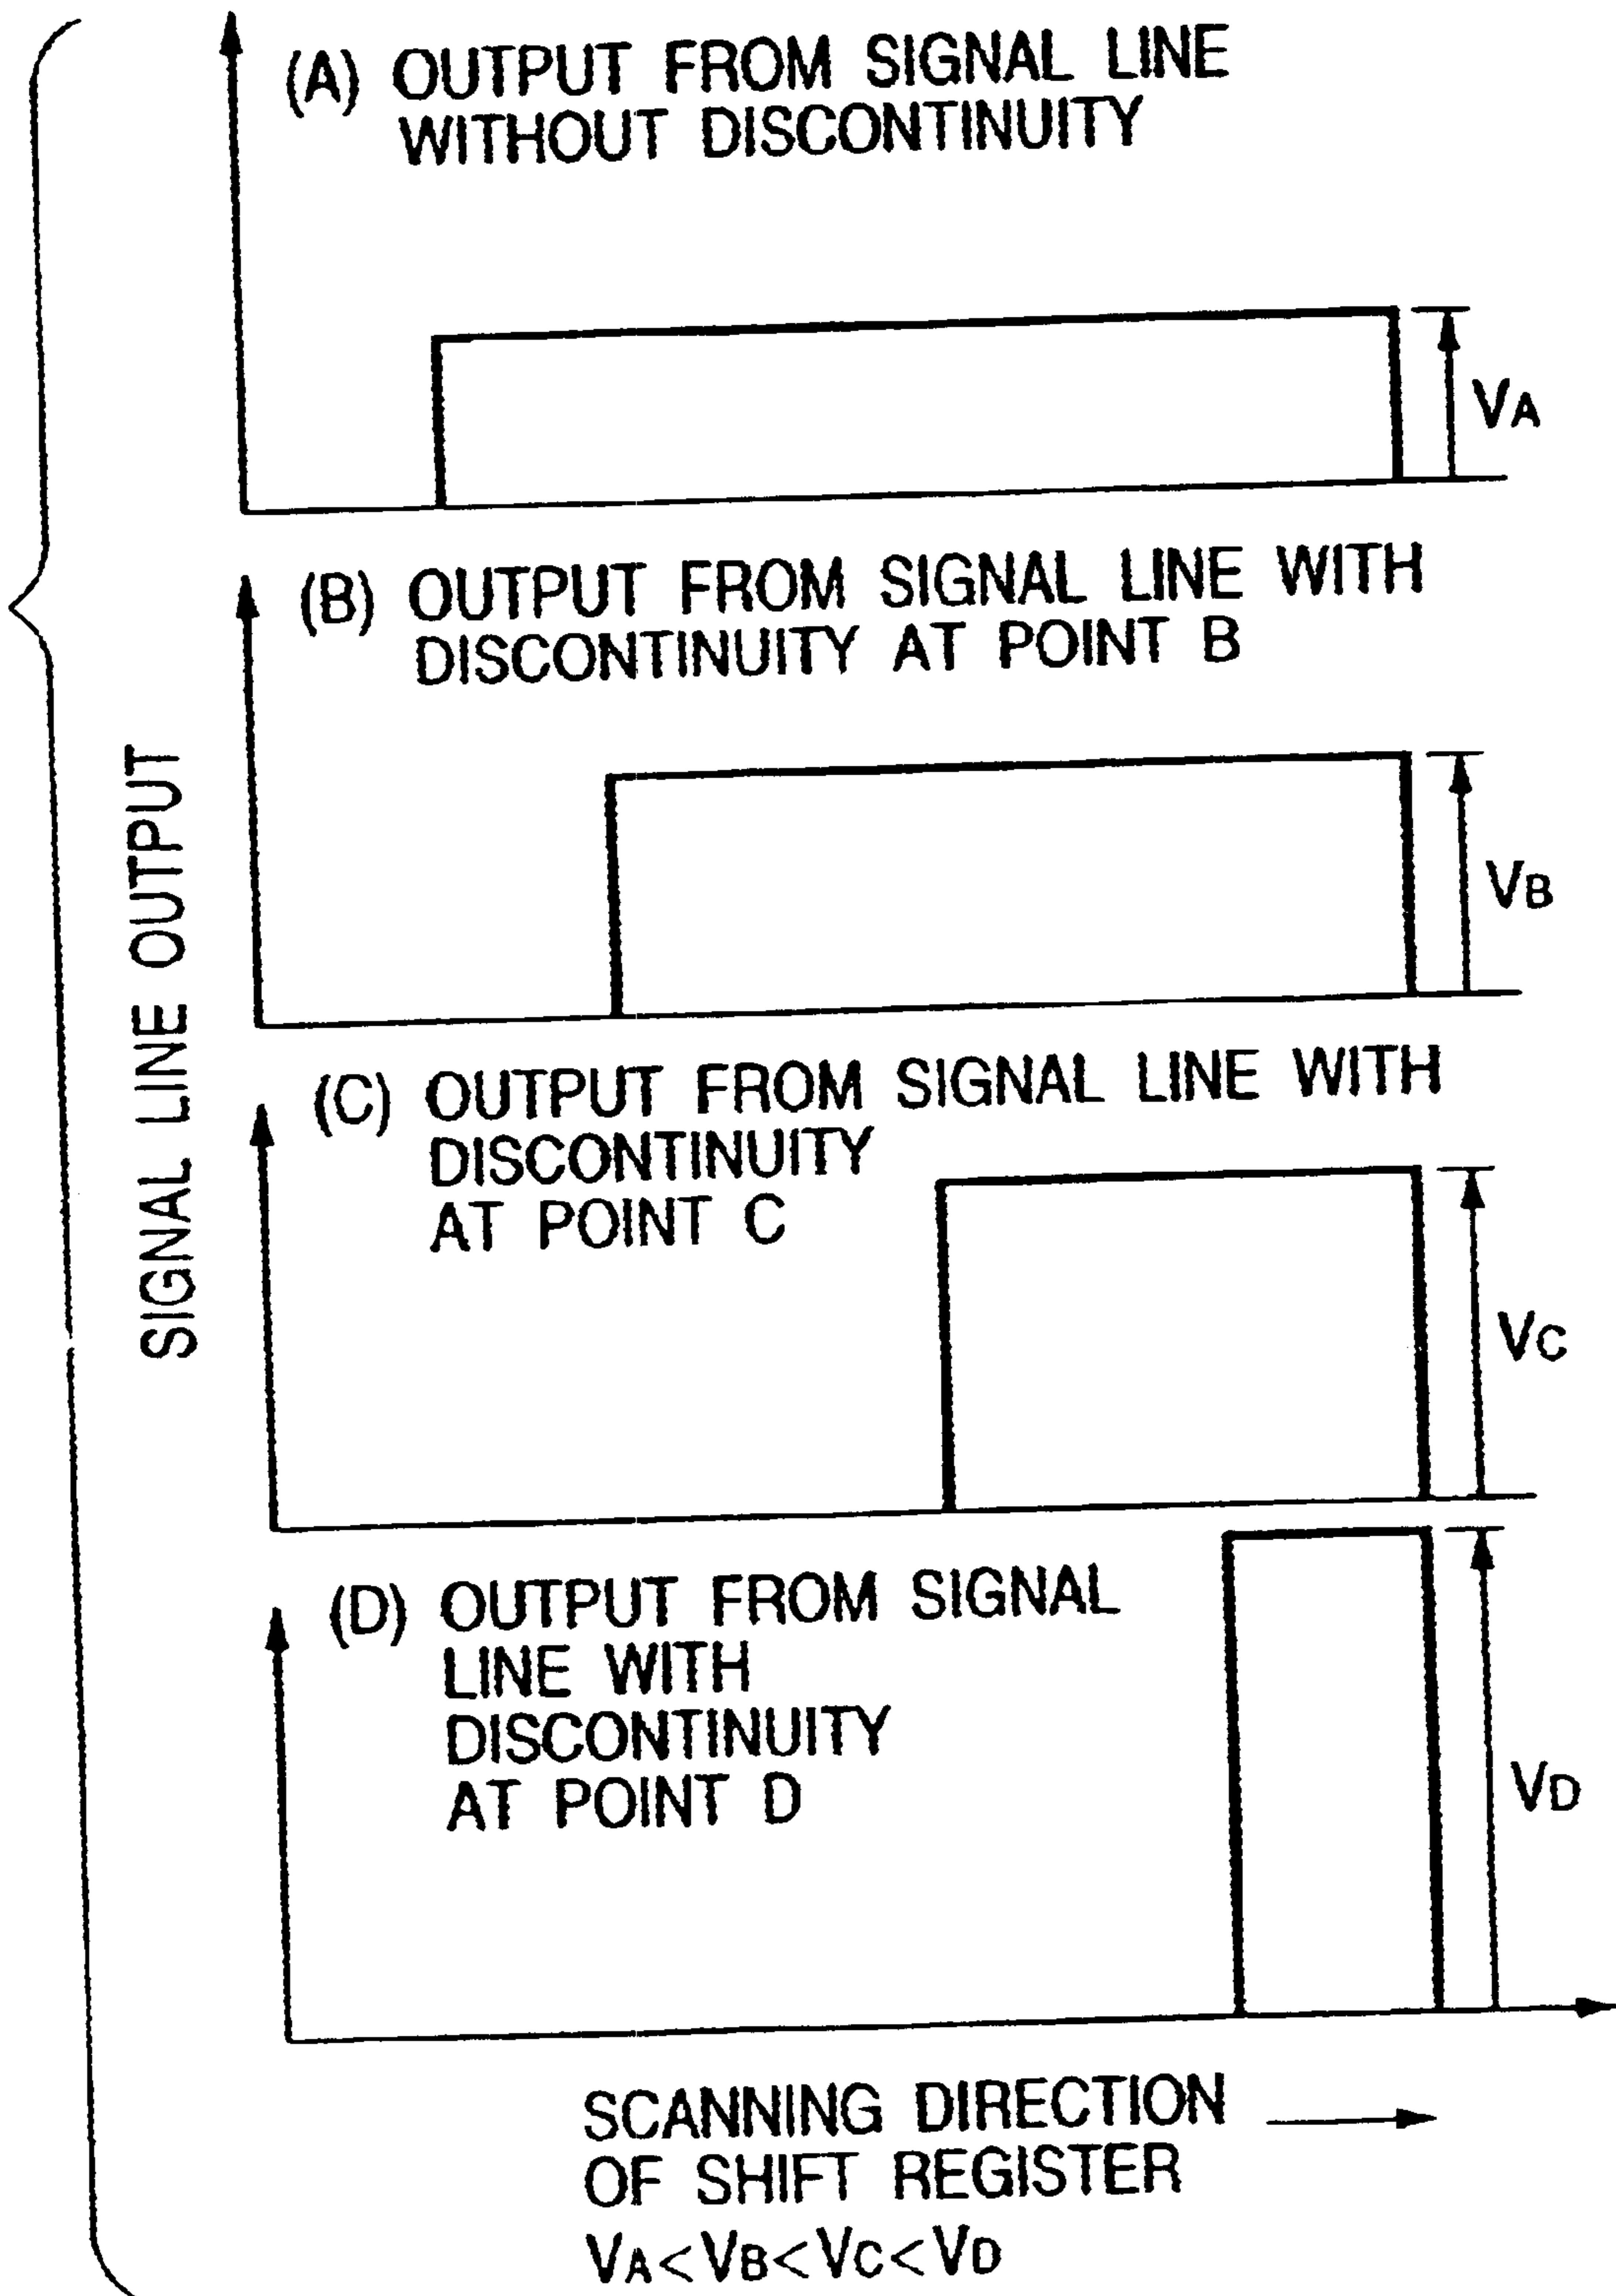 (A) OUTPUT FROM SIGNAL LINE
WITHOUT DISCONTINUITY
VA
(B) OUTPUT FROM SIGNAL LINE WITH
DISCONTINUITY AT POINT B
VB
SIGNAL LINE OUTPUT
(C) OUTPUT FROM SIGNAL LINE WITH
DISCONTINUITY
AT POINT C
VC
(D) OUTPUT FROM SIGNAL
LINE WITH
DISCONTINUITY
AT POINT D
VD
SCANNING DIRECTION
OF SHIFT REGISTER
VA<VB<VC<VD